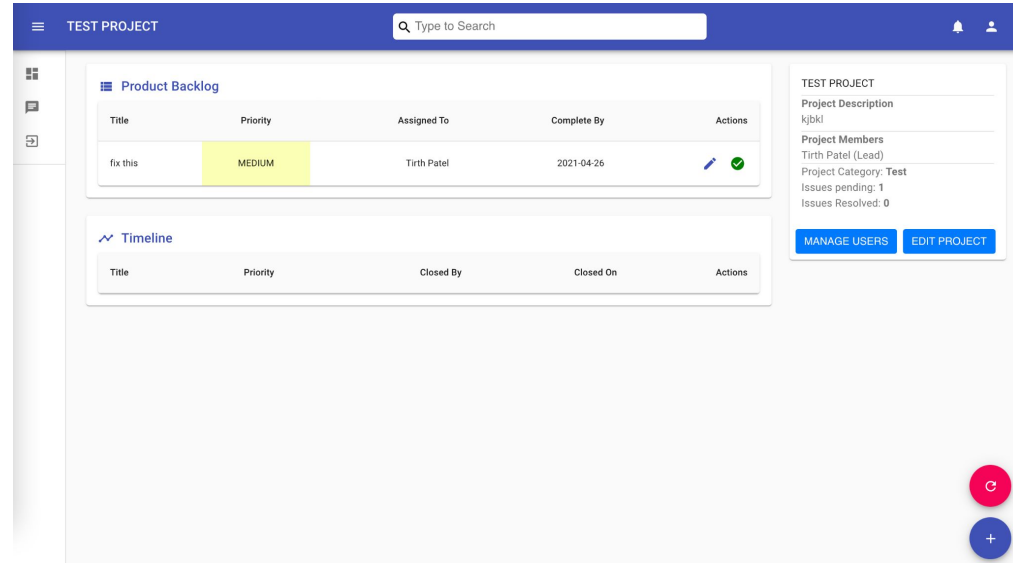 TEST PROJECT
Type to Search
Product Backlog
Title Priority Assigned To Complete By Actions
fix this MEDIUM Tirth Patel 2021-04-26
Timeline
Title Priority Closed By Closed On Actions
TEST PROJECT
Project Description
kjbkl
Project Members
Tirth Patel (Lead)
Project Category: Test
Issues pending: 1
Issues Resolved: 0
MANAGE USERS EDIT PROJECT